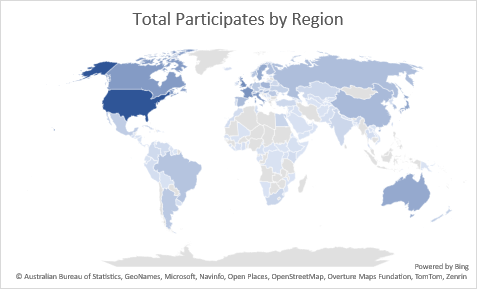 Total Participates by Region
Powered by Bing
© Australian Bureau of Statistics, GeoNames, Microsoft, Navinfo, Open Places, OpenStreetMap, Overture Maps Fundation, TomTom, Zenrin